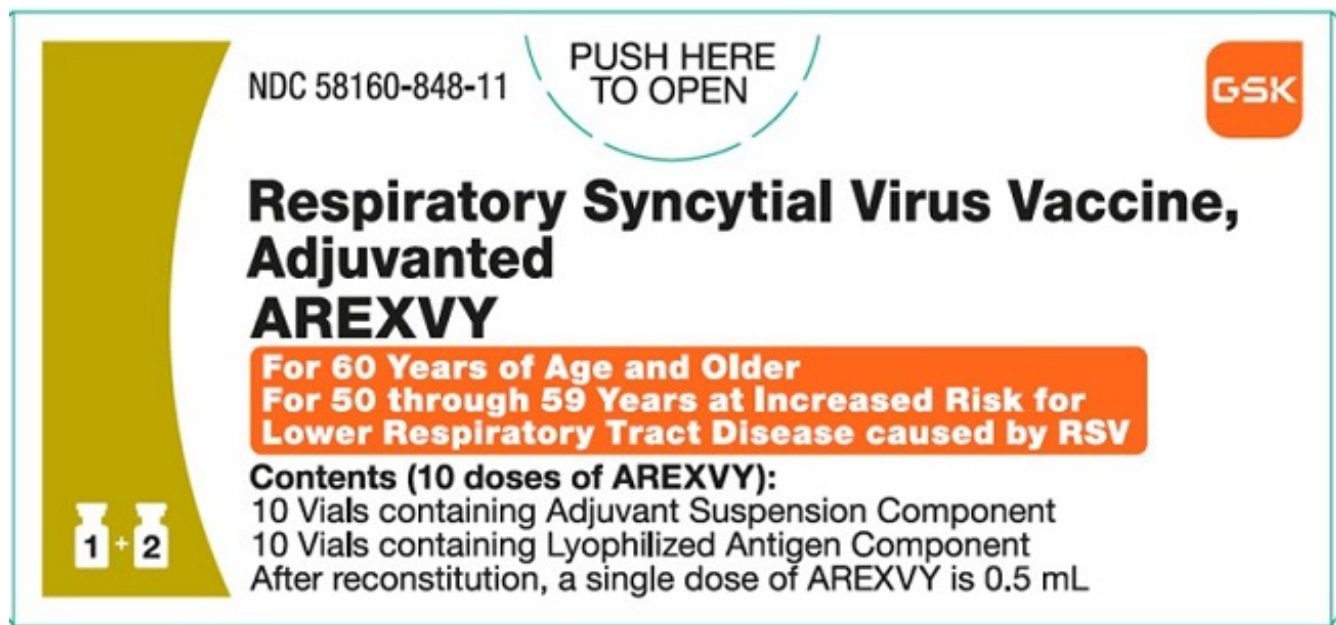 NDC 58160-848-11
PUSH HERE
TO OPEN
GSK
Respiratory Syncytial Virus Vaccine,
Adjuvanted
AREXVY
For 60 Years of Age and Older
For 50 through 59 Years at Increased Risk for
Lower Respiratory Tract Disease caused by RSV
Contents (10 doses of AREXVY):
10 Vials containing Adjuvant Suspension Component
10 Vials containing Lyophilized Antigen Component
After reconstitution, a single dose of AREXVY is 0.5 mL
1 + 2